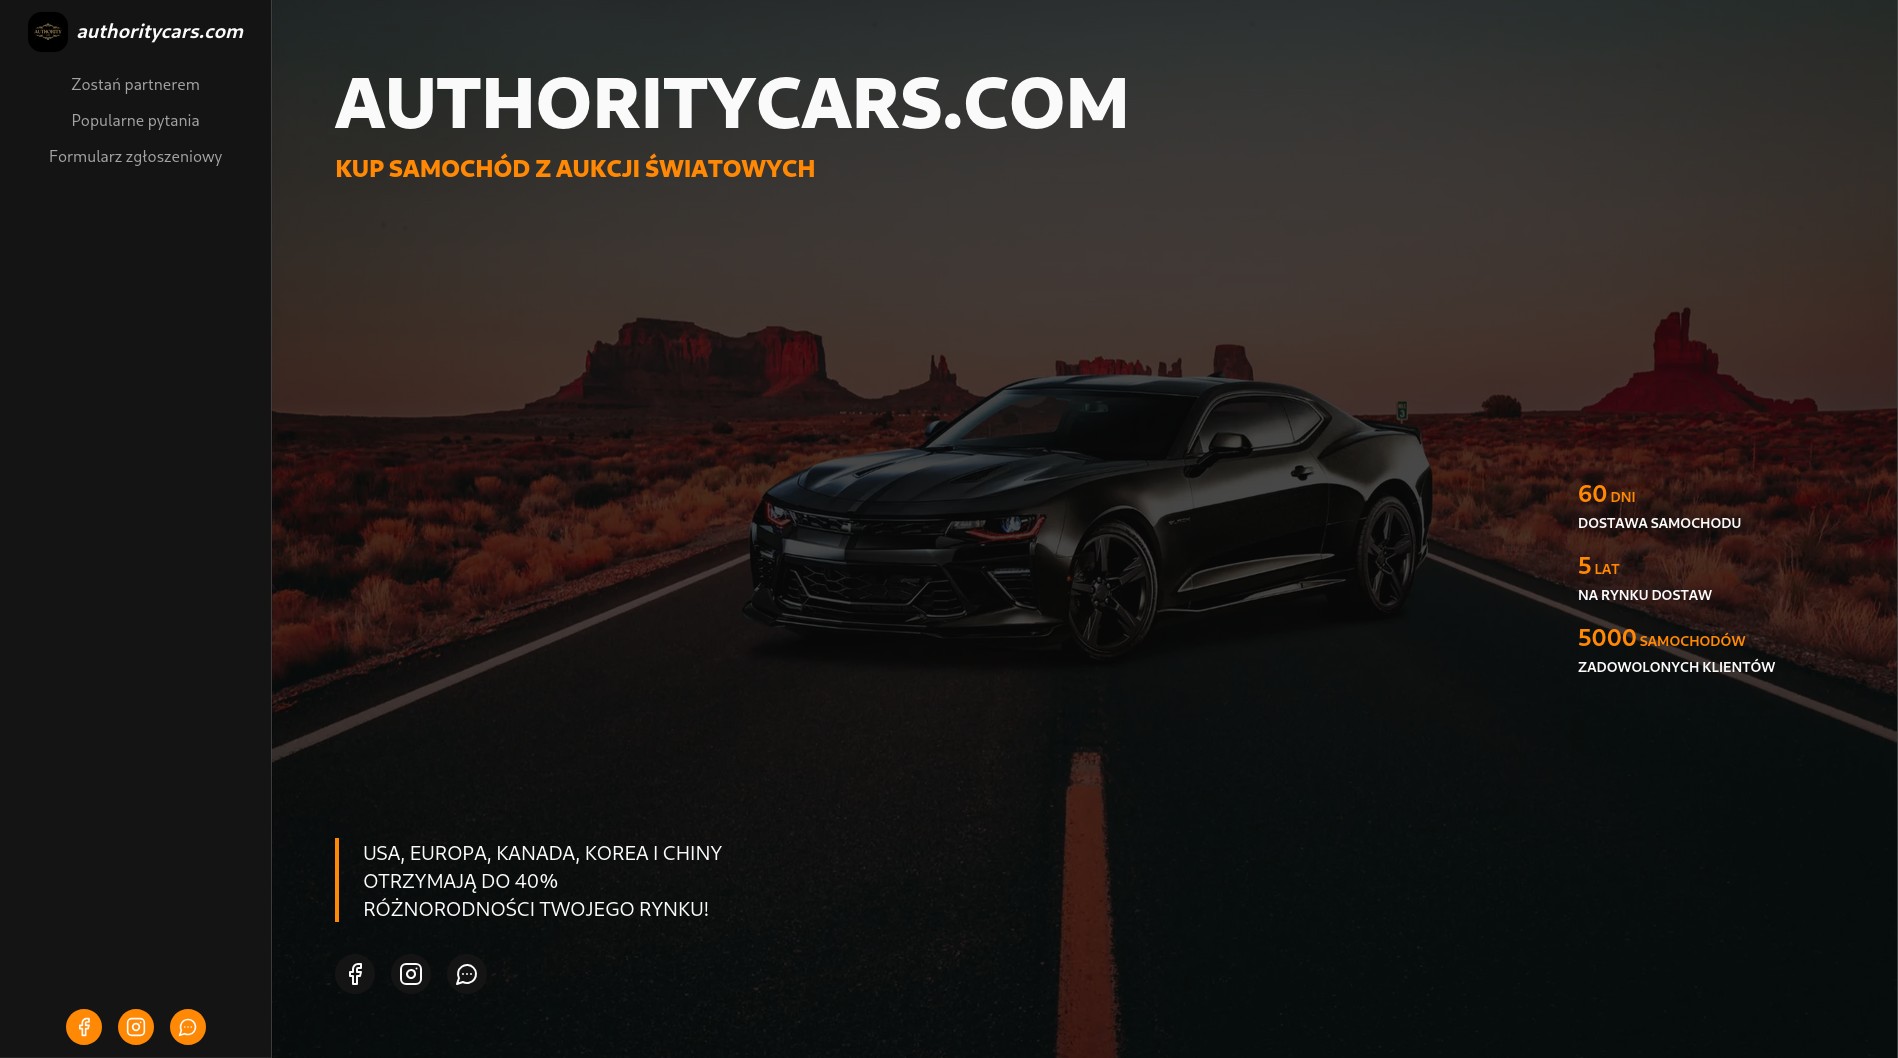 AUTHORITY
authoritycars.com
Zostań partnerem
Popularne pytania
Formularz zgłoszeniowy
AUTHORITYCARS.COM
KUP SAMOCHÓD Z AUKCJI ŚWIATOWYCH
60 DNI
DOSTAWA SAMOCHODU
5 LAT
NA RYNKU DOSTAW
5000 SAMOCHODÓW
ZADOWOLONYCH KLIENTÓW
USA, EUROPA, KANADA, KOREA I CHINY
OTRZYMAJĄ DO 40%
RÓŻNORODNOŚCI TWOJEGO RYNKU!